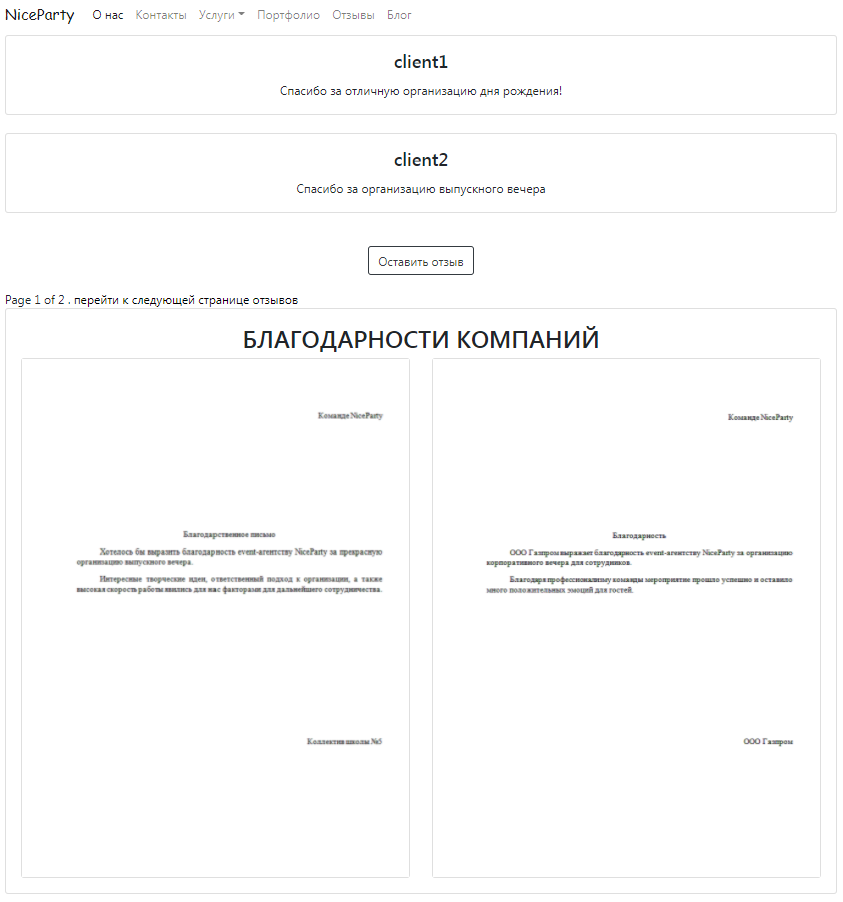 NiceParty О нас Контакты Услуги Портфолио Отзывы Блог
client1
Спасибо за отличную организацию дня рождения!
client2
Спасибо за организацию выпускного вечера
Оставить отзыв
Page 1 of 2 . перейти к следующей странице отзывов
БЛАГОДАРНОСТИ КОМПАНИЙ
Команде NiceParty
Благодарственное письмо
Хотелось бы выразить благодарность event-агентству NiceParty за прекрасную
организацию выпускного вечера.
Интересные творческие идеи, ответственный подход к организации, а также
высокая скорость работы явились для нас факторами для дальнейшего сотрудничества.
Коллектив школы №5
Команде NiceParty
Благодарность
ООО Газпром выражает благодарность event-агентству NiceParty за организацию
корпоративного вечера для сотрудников.
Благодаря профессионализму команды мероприятие прошло успешно и оставило
много положительных эмоций для гостей.
ООО Газпром